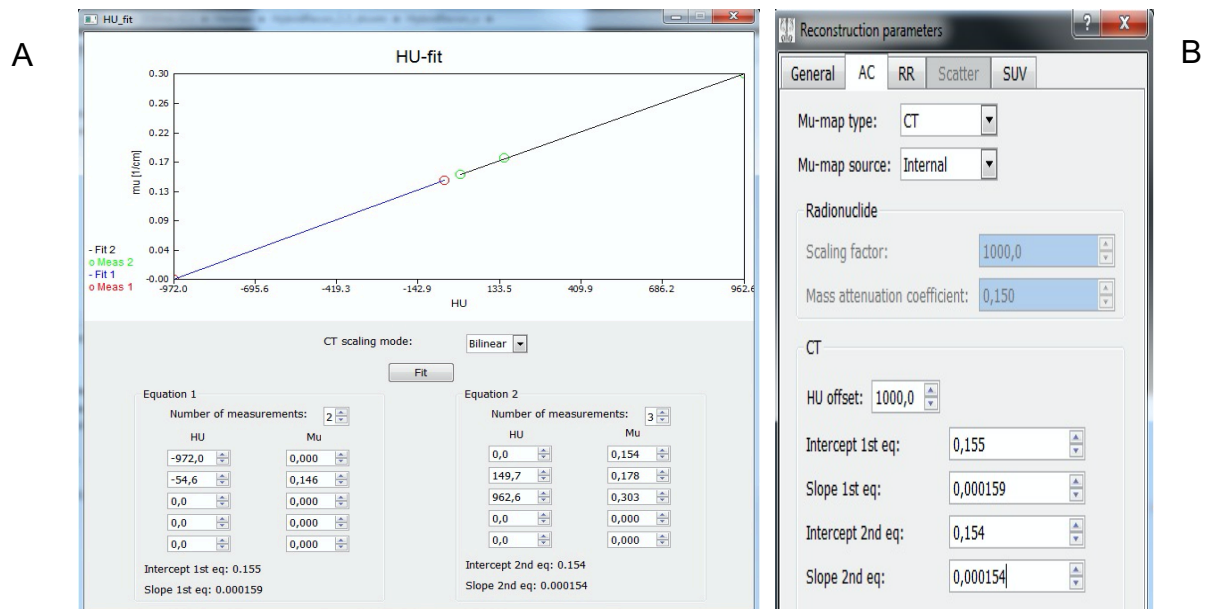 A
HU_fit
HU-fit
0.30
0.26
0.22
0.17
0.13
0.09
0.04
-0.00
mu [1/cm]
- Fit 2
o Meas 2
- Fit 1
o Meas 1
-972.0 -695.6 -419.3 -142.9 133.5 409.9 686.2 962.6
HU
CT scaling mode: Bilinear
Fit
Equation 1
Number of measurements: 2
HU Mu
-972,0 0,000
-54,6 0,146
0,0 0,000
0,0 0,000
0,0 0,000
Intercept 1st eq: 0.155
Slope 1st eq: 0.000159
Equation 2
Number of measurements: 3
HU Mu
0,0 0,154
149,7 0,178
962,6 0,303
0,0 0,000
0,0 0,000
Intercept 2nd eq: 0.154
Slope 2nd eq: 0.000154
B
Reconstruction parameters
? X
General AC RR Scatter SUV
Mu-map type: CT
Mu-map source: Internal
Radionuclide
Scaling factor: 1000,0
Mass attenuation coefficient: 0,150
CT
HU offset: 1000,0
Intercept 1st eq: 0,155
Slope 1st eq: 0,000159
Intercept 2nd eq: 0,154
Slope 2nd eq: 0,000154